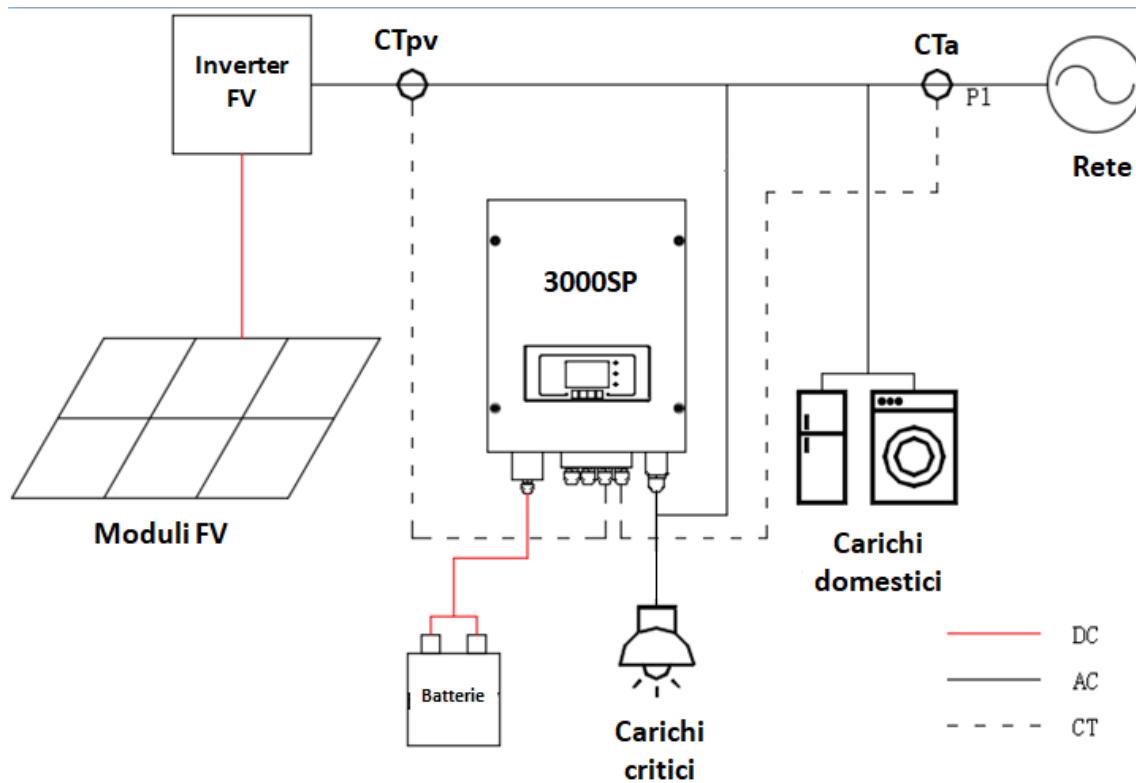 CTpv
CTa
Inverter
FV
P1
Rete
3000SP
Moduli FV
Carichi
domestici
Batterie
Carichi
critici
DC
AC
CT